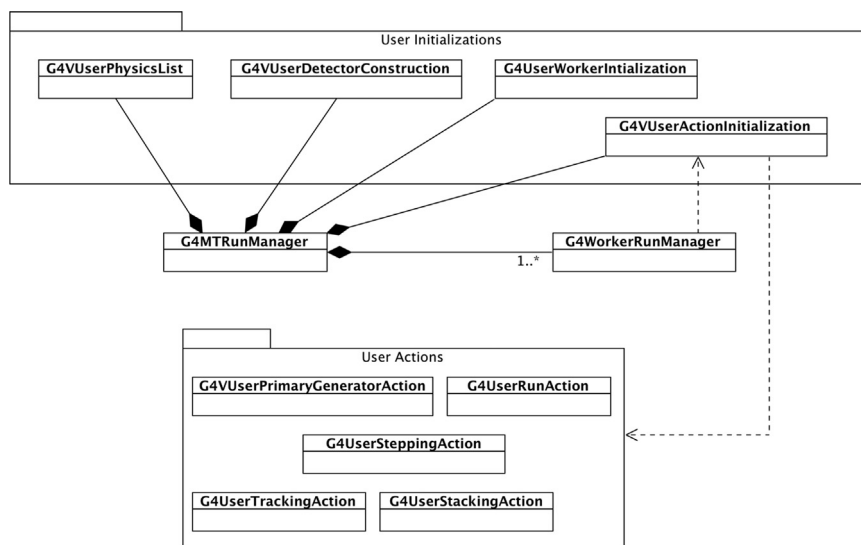 User Initializations
G4VUserPhysicsList
G4VUserDetectorConstruction
G4UserWorkerIntialization
G4VUserActionInitialization
G4MTRunManager
G4WorkerRunManager
1..*
User Actions
G4VUserPrimaryGeneratorAction
G4UserRunAction
G4UserSteppingAction
G4UserTrackingAction
G4UserStackingAction